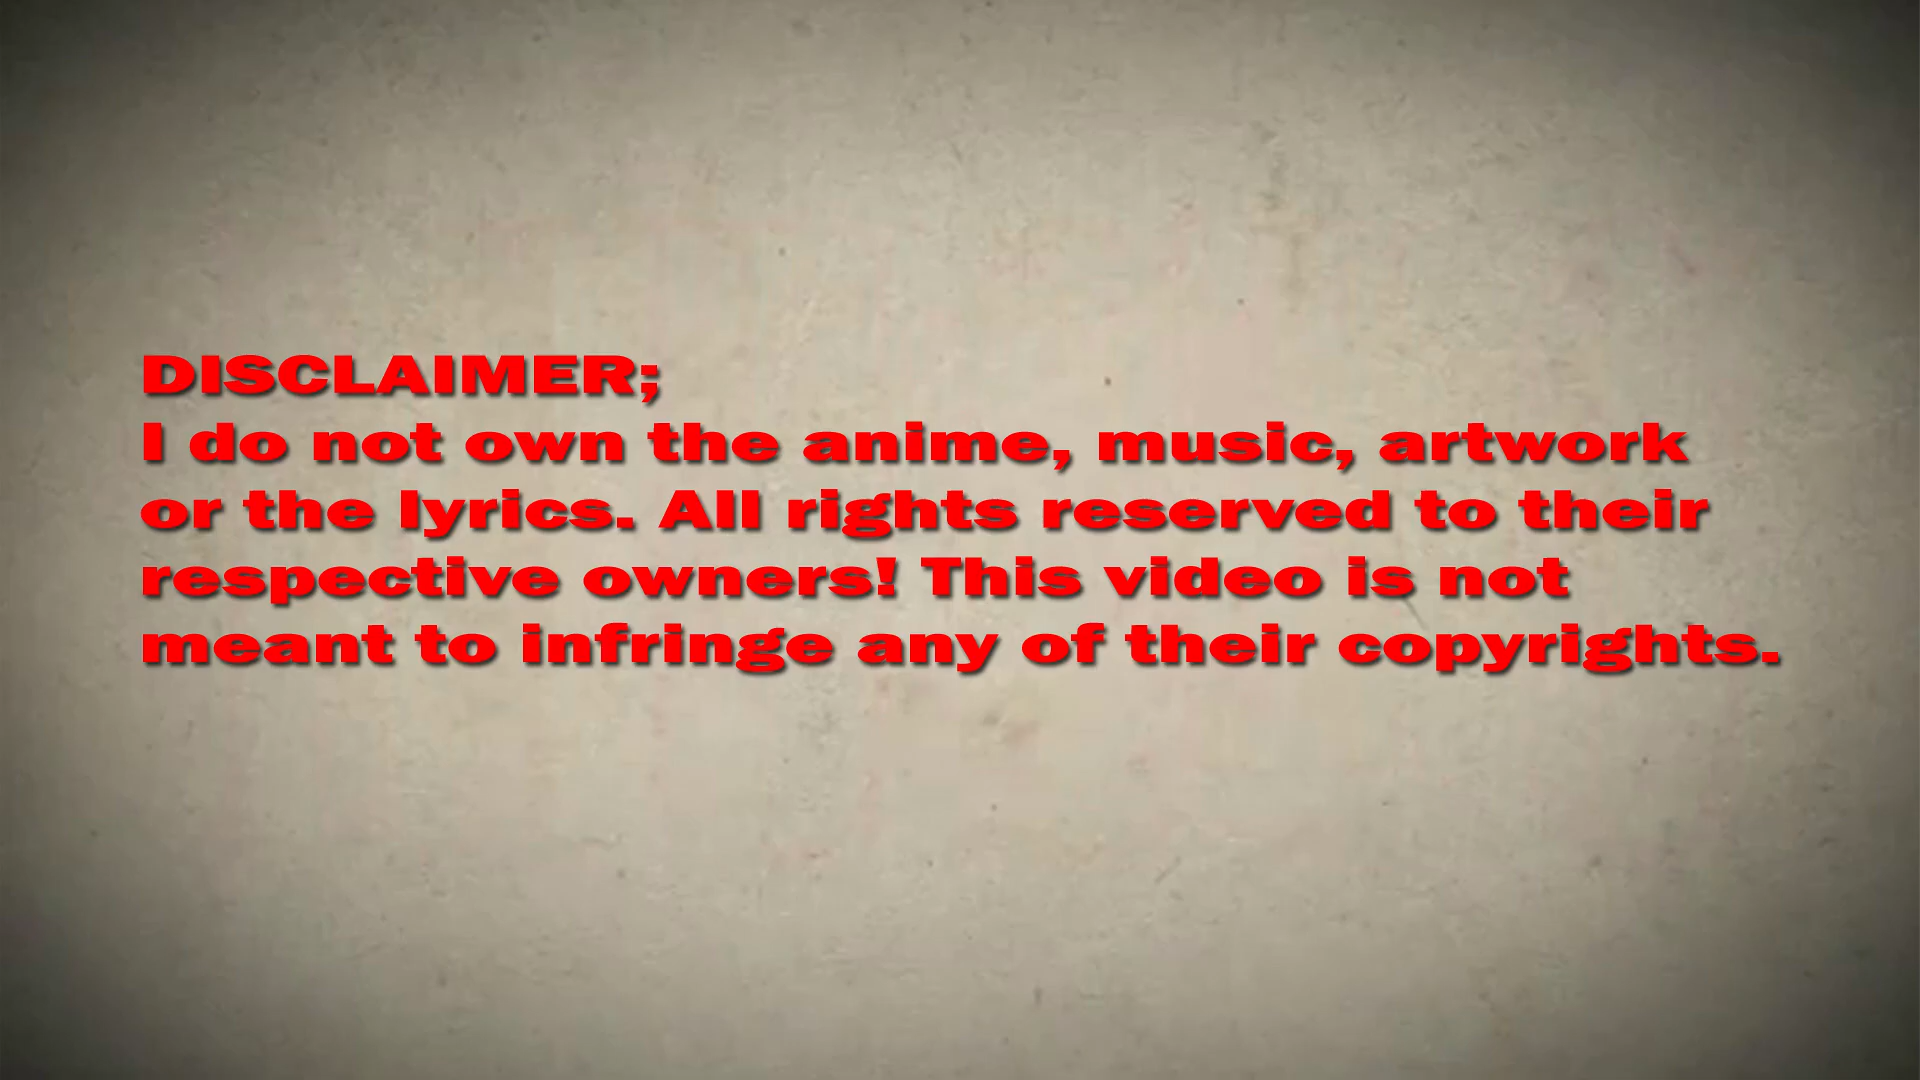 DISCLAIMER;
I do not own the anime, music, artwork
or the lyrics. All rights reserved to their
respective owners! This video is not
meant to infringe any of their copyrights.